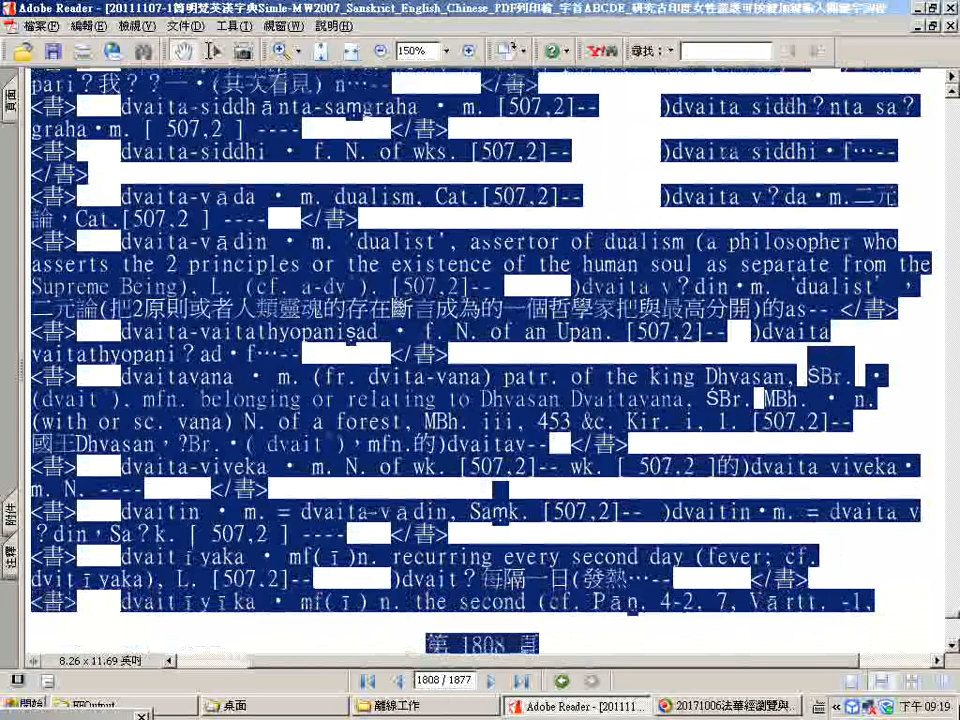 Adobe Reader - [20111107-1簡明梵英漢字典Simle-MW2007_Sanskrit_English_Chinese_PDF列印檔_字首ABCDE_研究古印度女性
檔案(F) 編輯(E) 檢視(V) 文件(D) 工具(T) 視窗(W) 說明(H)
150% 尋找：
pari？我？？一‧(其次看見) n…-- </書>
<書> dvaita-siddhānta-saṃgraha ‧ m. [507,2]-- )dvaita siddh？nta sa？
graha‧m. [ 507,2 ] ---- </書>
<書> dvaita-siddhi ‧ f. N. of wks. [507,2]-- )dvaita siddhi‧f…--
</書>
<書> dvaita-vāda ‧ m. dualism, Cat.[507,2]-- )dvaita v？da‧m.二元
論，Cat.[507,2 ] ---- </書>
<書> dvaita-vādin ‧ m. 'dualist', assertor of dualism (a philosopher who
asserts the 2 principles or the existence of the human soul as separate from the
Supreme Being), L. (cf. a-dv ). [507,2]-- )dvaita v？din‧m. 'dualist' ，
二元論(把2原則或者人類靈魂的存在斷言成為的一個哲學家把與最高分開)的as-- </書>
<書> dvaita-vaitathyopaniṣad ‧ f. N. of an Upan. [507,2]-- )dvaita
vaitathyopani？ad‧f…-- </書>
<書> dvaitavana ‧ m. (fr. dvita-vana) patr. of the king Dhvasan, ŚBr. ‧
(dvait ). mfn. belonging or relating to Dhvasan Dvaitavana, ŚBr. MBh. ‧ n.
(with or sc. vana) N. of a forest, MBh. iii, 453 &c. Kir. i, 1. [507,2]--
國王Dhvasan，?Br.‧( dvait )，mfn.的)dvaitav-- </書>
<書> dvaita-viveka ‧ m. N. of wk. [507,2]-- wk. [ 507.2 ]的)dvaita viveka‧
m. N. ---- </書>
<書> dvaitin ‧ m. = dvaita-vādin, Saṃk. [507,2]-- )dvaitin‧m. = dvaita v
？din，Sa？k. [ 507,2 ] ---- </書>
<書> dvaitīyaka ‧ mf(ī)n. recurring every second day (fever; cf.
dvitīyaka), L. [507.2]-- )dvait？每隔一日(發熱…-- </書>
<書> dvaitīyīka ‧ mf(ī) n. the second (cf. Pāṇ. 4-2. 7, Vārtt. -1,
第 1808 頁
頁面
附件
註釋
8.26 x 11.69 英吋
1808 / 1877
開始 桌面 離線工作 Adobe Reader - [201111... 20171006法華經瀏覽與... 下午 09:19